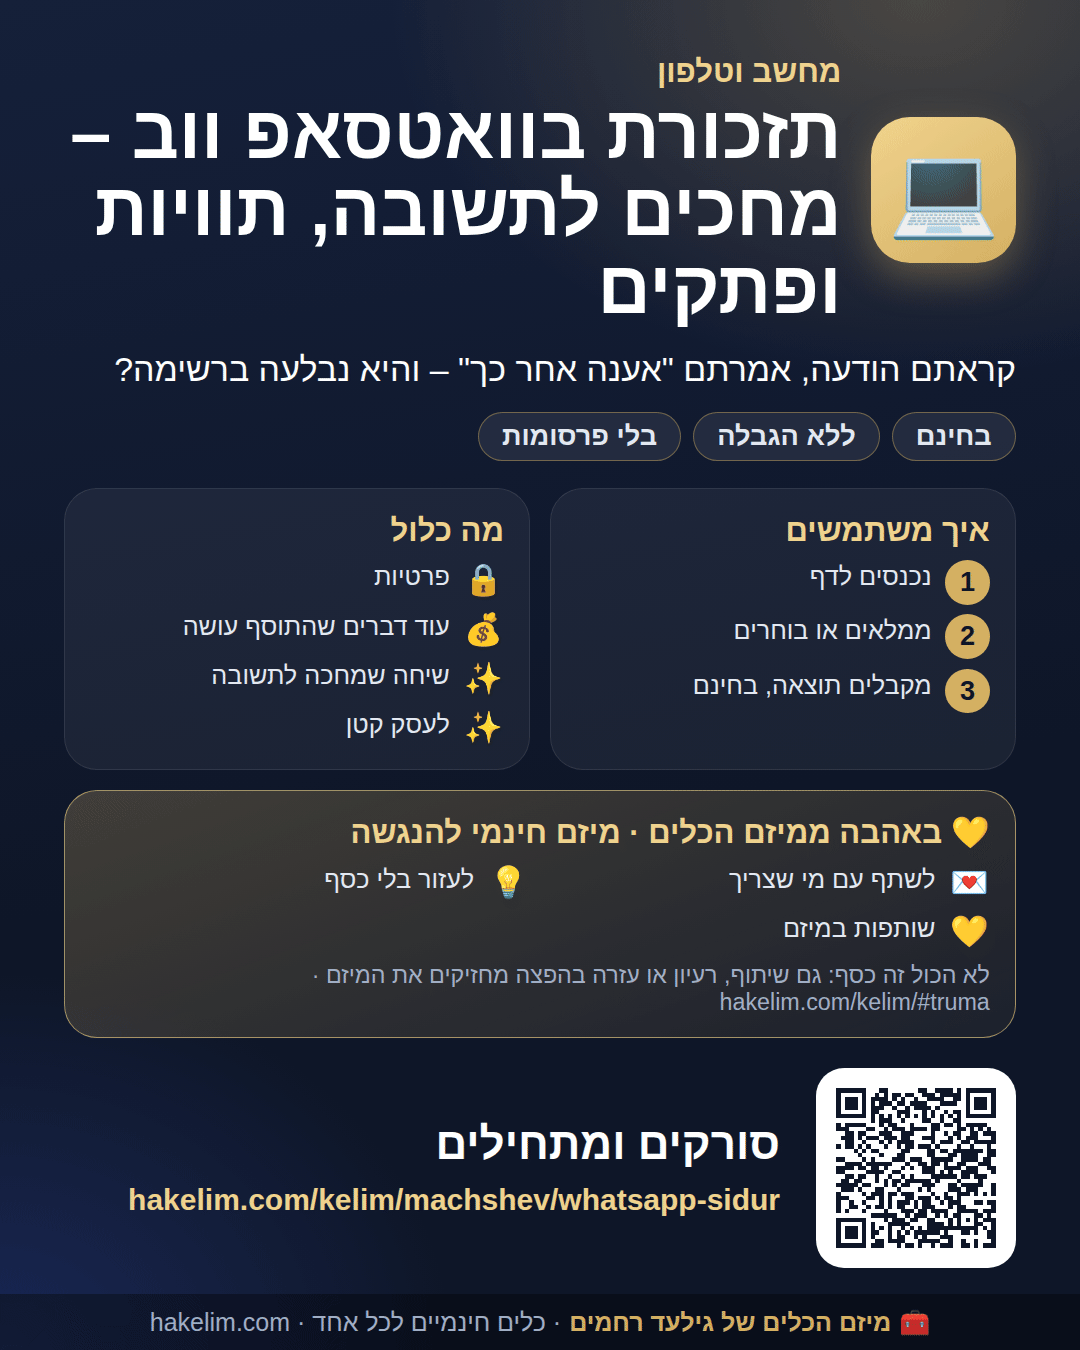 מחשב וטלפון
תזכורת בוואטסאפ ווב –
מחכים לתשובה, תוויות
ופתקים
קראתם הודעה, אמרתם "אענה אחר כך" – והיא נבלעה ברשימה?
בחינם
ללא הגבלה
בלי פרסומות
איך משתמשים
1 נכנסים לדף
2 ממלאים או בוחרים
3 מקבלים תוצאה, בחינם
מה כלול
פרטיות
עוד דברים שהתוסף עושה
שיחה שמחכה לתשובה
לעסק קטן
באהבה ממיזם הכלים · מיזם חינמי להנגשה
לשתף עם מי שצריך
לעזור בלי כסף
שותפות במיזם
לא הכול זה כסף: גם שיתוף, רעיון או עזרה בהפצה מחזיקים את המיזם ·
hakelim.com/kelim/#truma
סורקים ומתחילים
hakelim.com/kelim/machshev/whatsapp-sidur
מיזם הכלים של גילעד רחמים · כלים חינמיים לכל אחד · hakelim.com